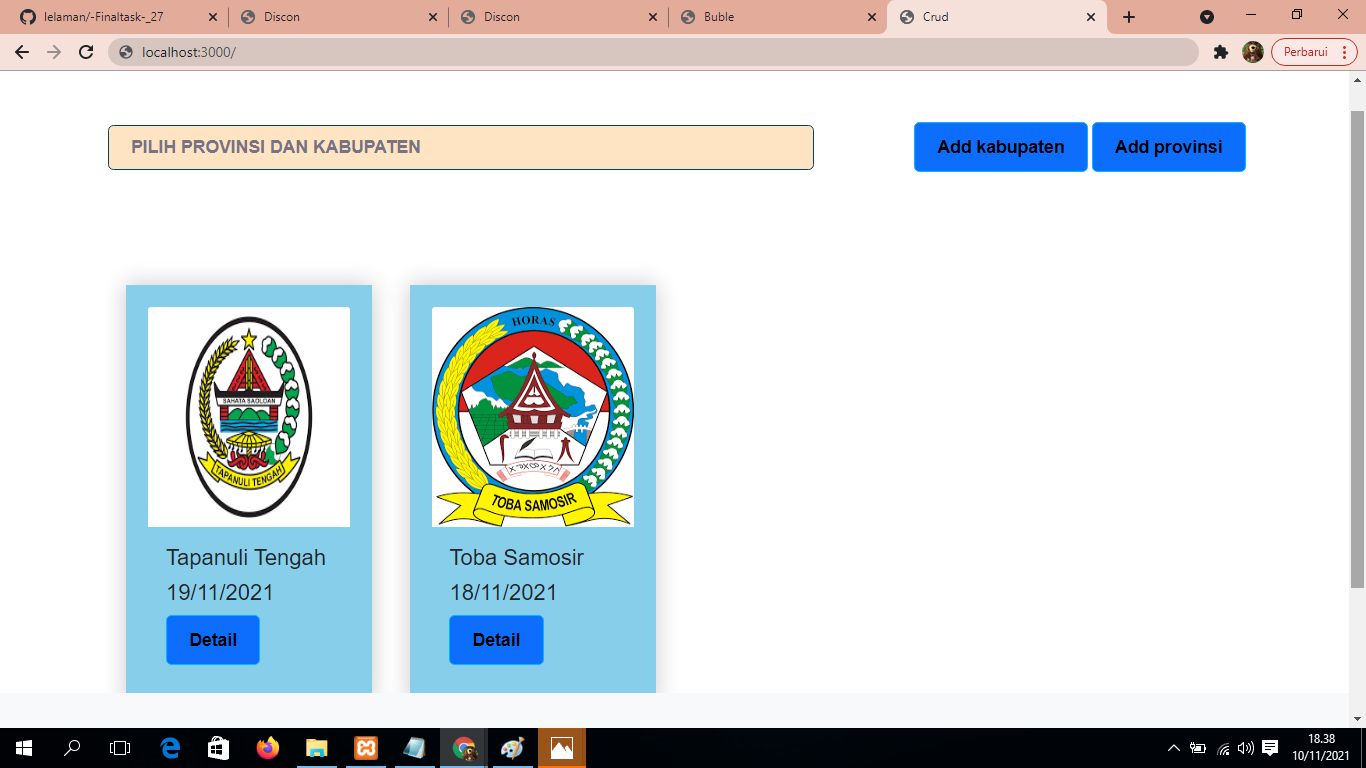 lelaman/-Finaltask-_27
Discon
Discon
Buble
Crud
localhost:3000/
Perbarui
PILIH PROVINSI DAN KABUPATEN
Add kabupaten
Add provinsi
SAHATA SAOLOAN
TAPANULI TENGAH
HORAS
TOBA SAMOSIR
Tapanuli Tengah
19/11/2021
Detail
Toba Samosir
18/11/2021
Detail
18.38
10/11/2021